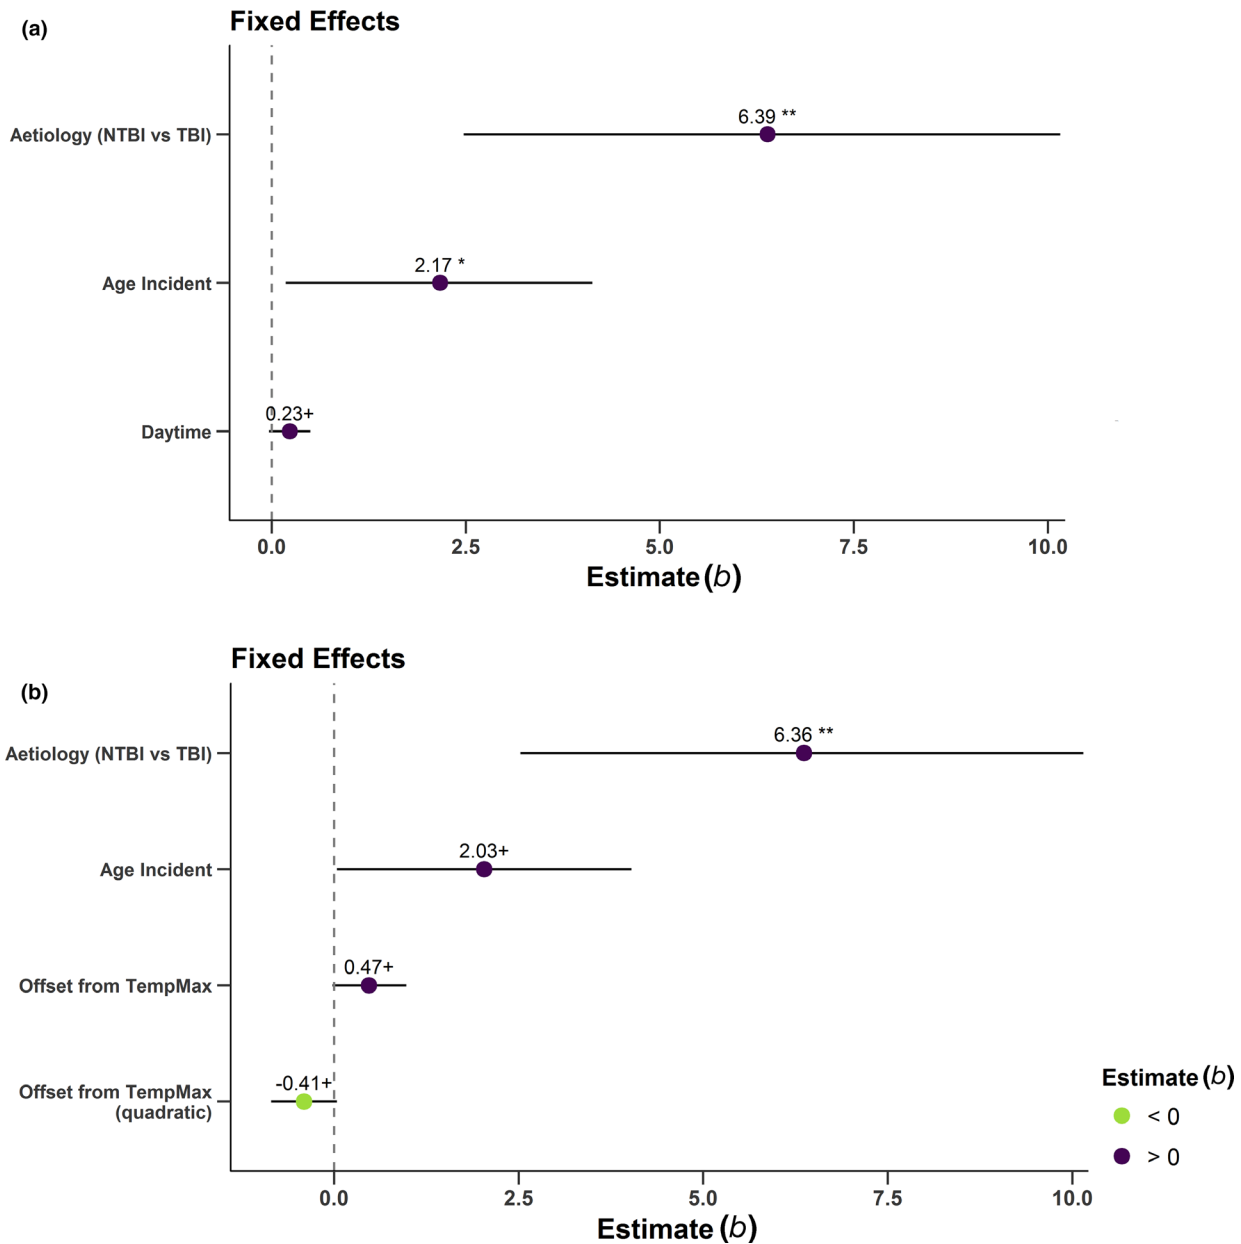 (a)
Fixed Effects
Aetiology (NTBI vs TBI)
6.39 **
Age Incident
2.17 *
Daytime
0.23+
0.0 2.5 5.0 7.5 10.0
Estimate (b)
Fixed Effects
(b)
Aetiology (NTBI vs TBI)
6.36 **
Age Incident
2.03+
Offset from TempMax
0.47+
Offset from TempMax
(quadratic)
-0.41+
Estimate (b)
< 0
> 0
0.0 2.5 5.0 7.5 10.0
Estimate (b)